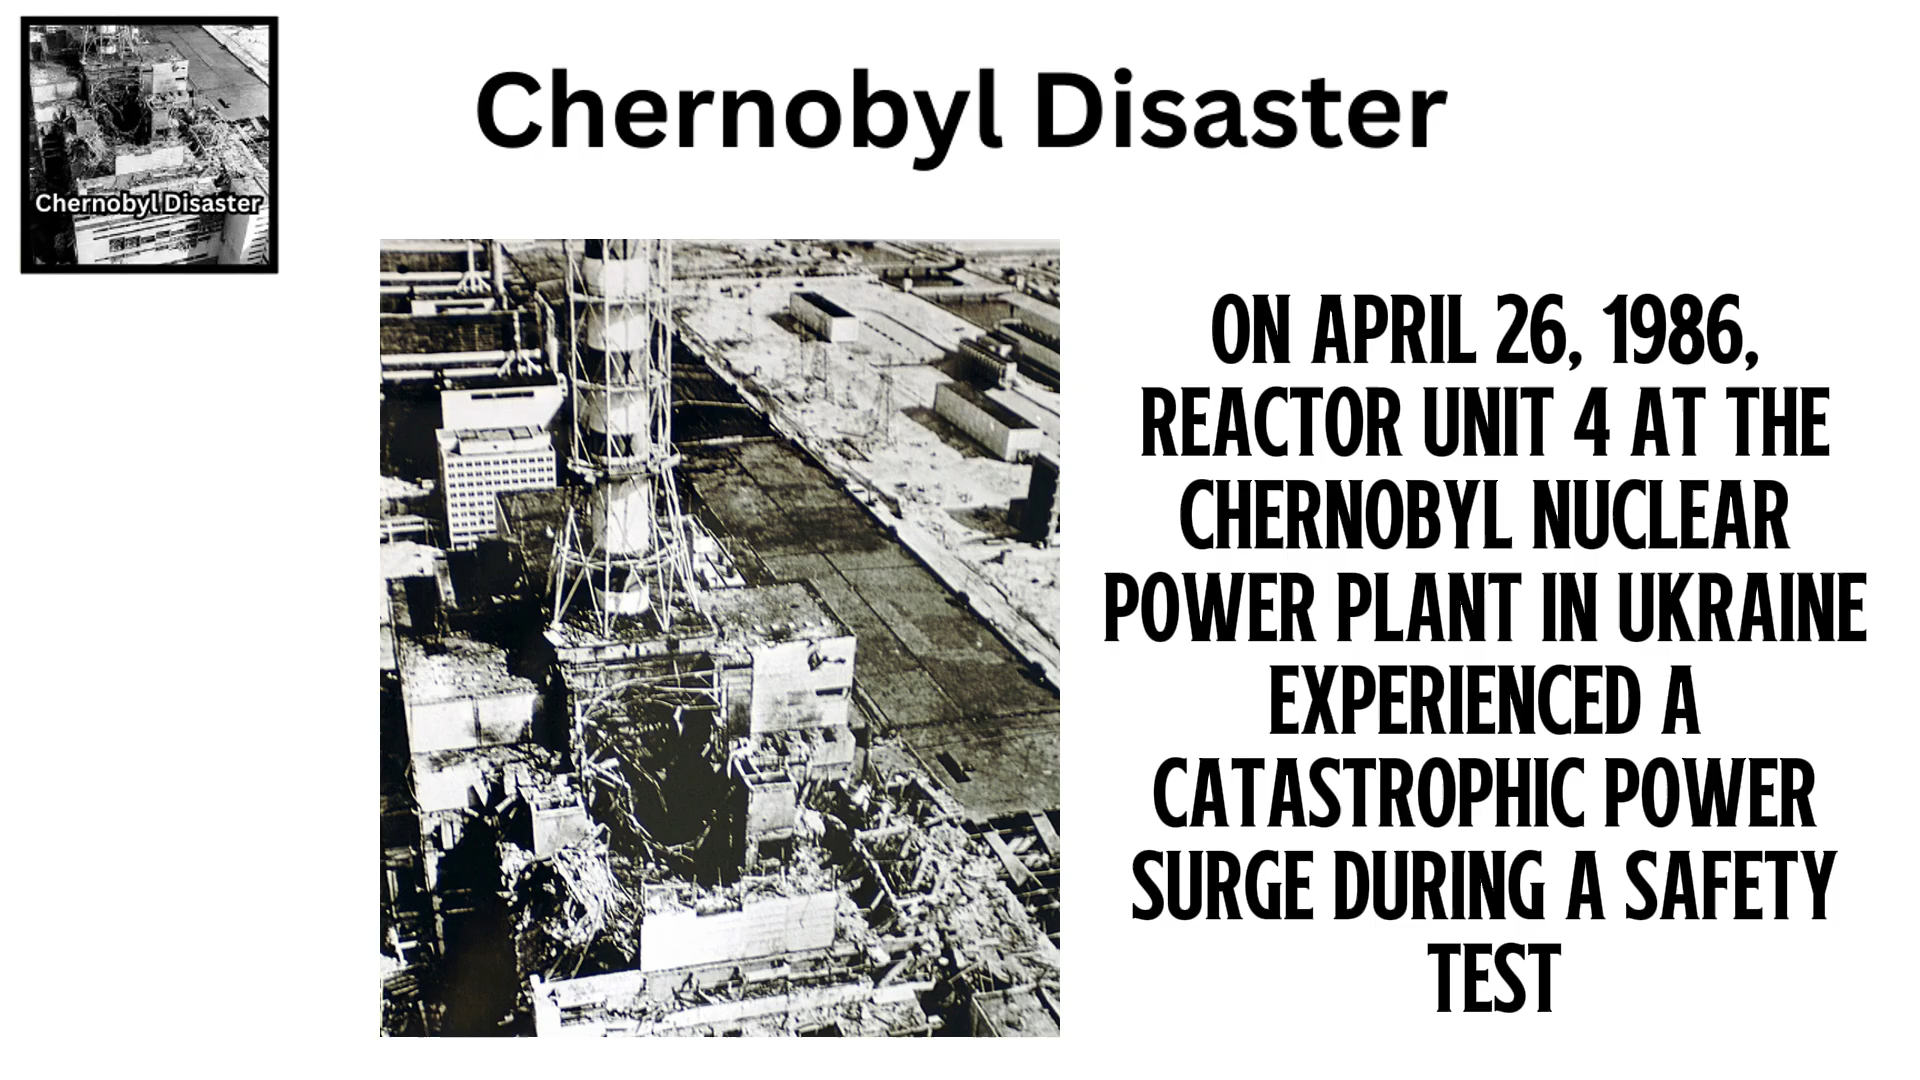 Chernobyl Disaster
Chernobyl Disaster
ON APRIL 26, 1986,
REACTOR UNIT 4 AT THE
CHERNOBYL NUCLEAR
POWER PLANT IN UKRAINE
EXPERIENCED A
CATASTROPHIC POWER
SURGE DURING A SAFETY
TEST